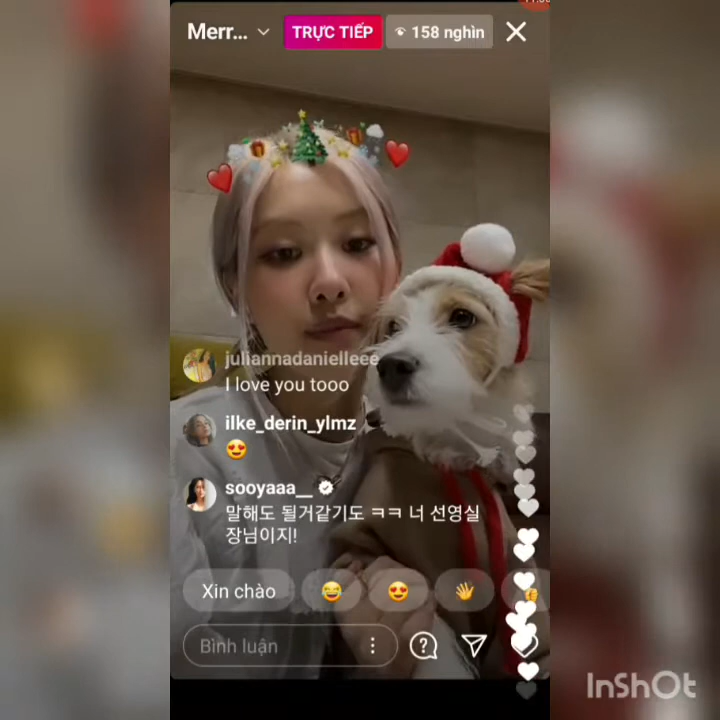 Merr...
TRỰC TIẾP
158 nghìn
juliannadanielleee
I love you tooo
ilke_derin_ylmz
sooyaaa__
말해도 될거같기도 ㅋㅋ 너 선영실
장님이지!
Xin chào
Bình luận
InShOt